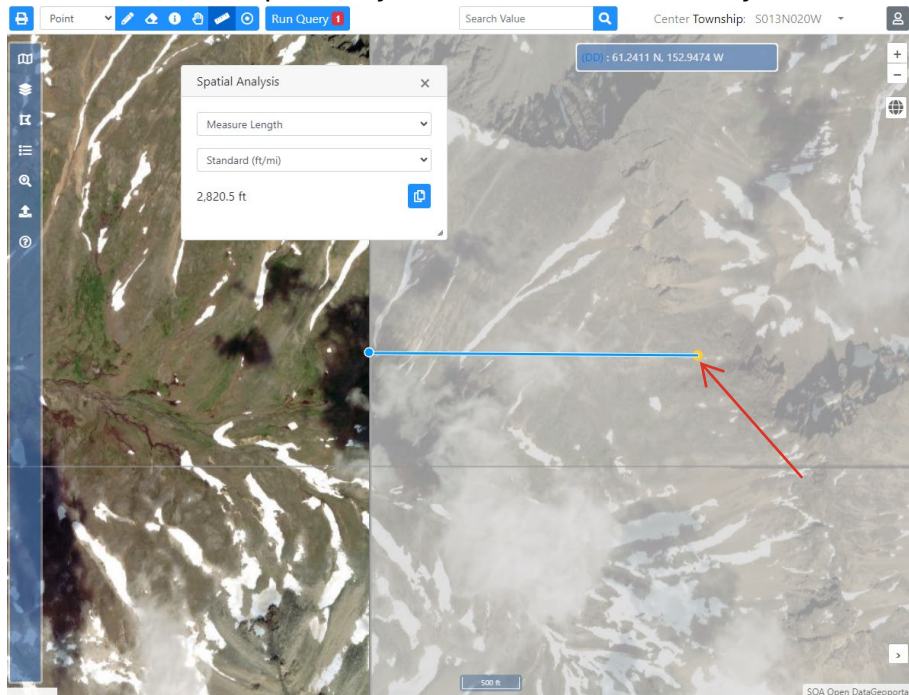 Point
Run Query 1
Search Value
Center Township: S013N020W
(DD) : 61.2411 N, 152.9474 W
Spatial Analysis
Measure Length
Standard (ft/mi)
2,820.5 ft
500 ft
SOA Open DataGeoporta